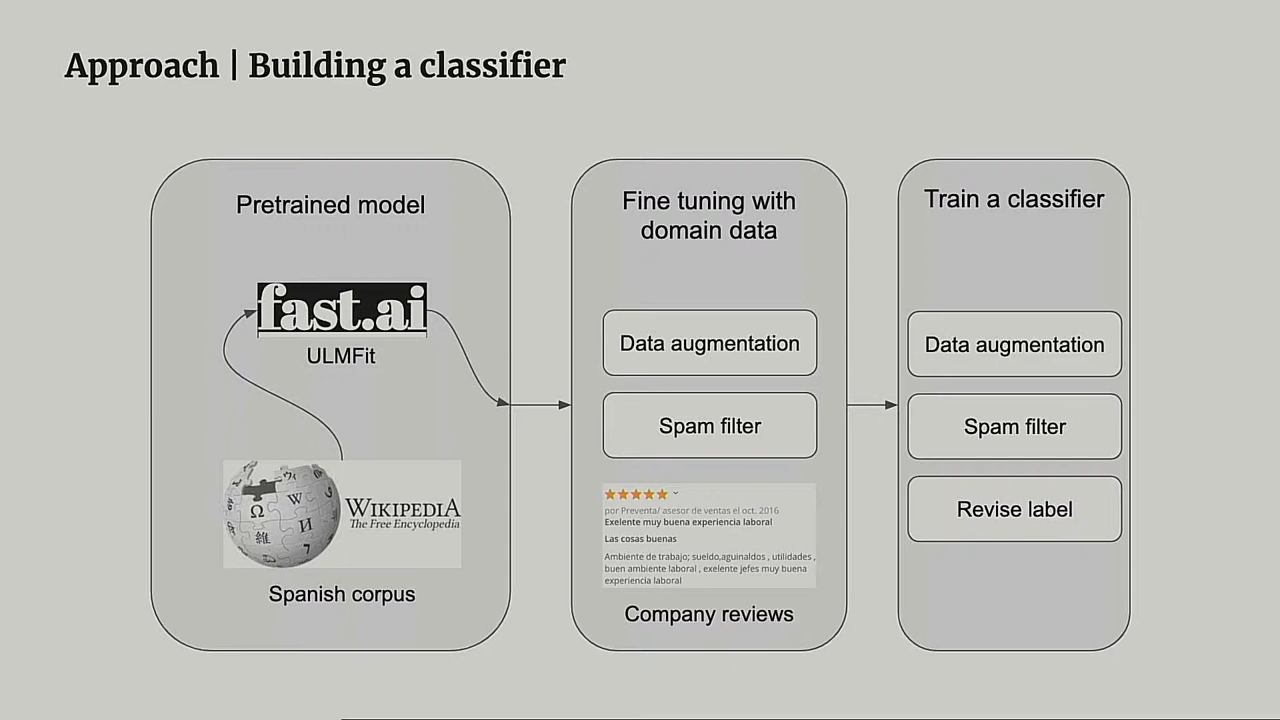 Approach | Building a classifier
Pretrained model
fast.ai
ULMFit
WIKIPEDIA
The Free Encyclopedia
Spanish corpus
Fine tuning with
domain data
Data augmentation
Spam filter
por Preventa/ asesor de ventas el oct. 2016
Exelente muy buena experiencia laboral
Las cosas buenas
Ambiente de trabajo; sueldo,aguinaldos , utilidades ,
buen ambiente laboral , exelente jefes muy buena
experiencia laboral
Company reviews
Train a classifier
Data augmentation
Spam filter
Revise label